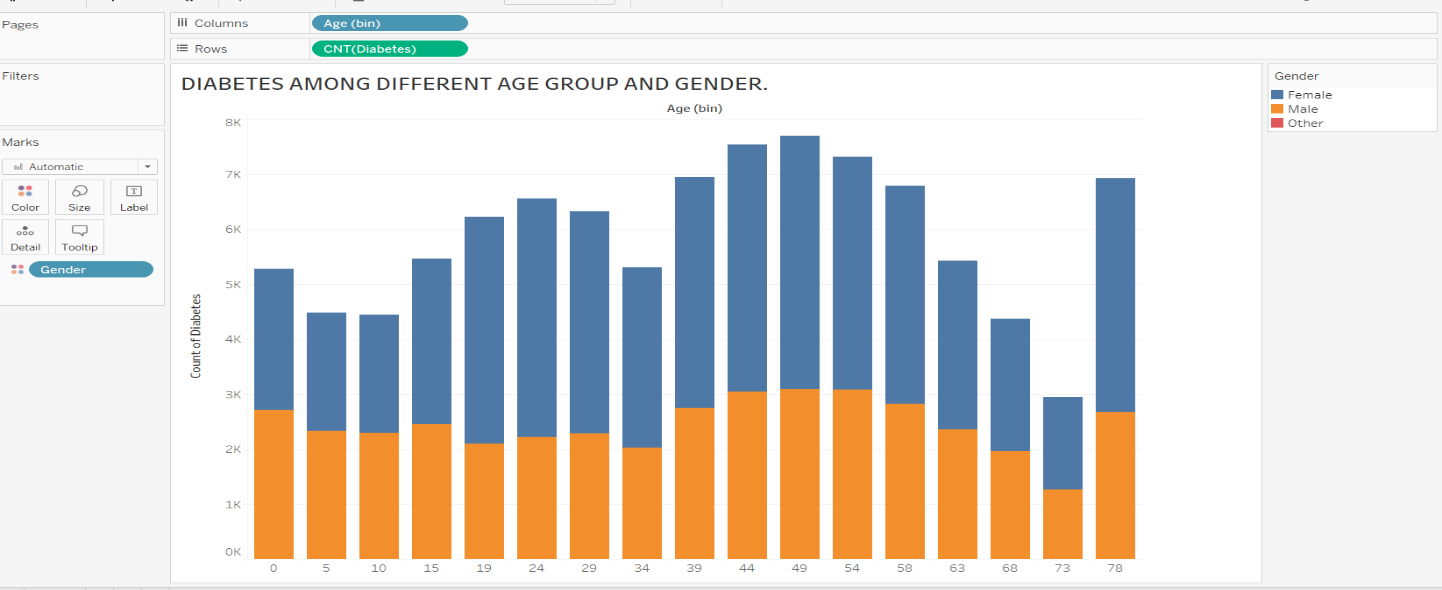 Pages
Columns
Age (bin)
Rows
CNT(Diabetes)
Filters
Marks
Automatic
Color
Size
T
Label
Detail
Tooltip
Gender
DIABETES AMONG DIFFERENT AGE GROUP AND GENDER.
Age (bin)
8K
7K
6K
5K
4K
3K
2K
1K
0K
Count of Diabetes
0 5 10 15 19 24 29 34 39 44 49 54 58 63 68 73 78
Gender
Female
Male
Other